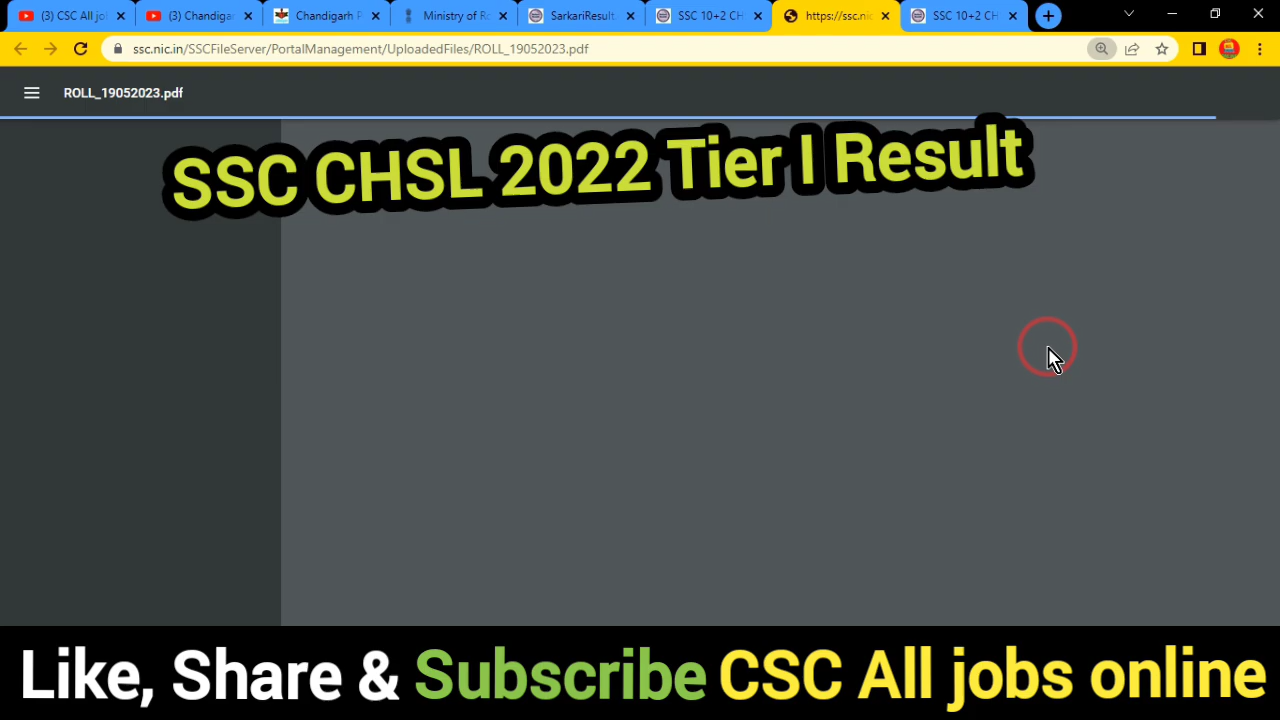 (3) CSC All jo
(3) Chandiga
Chandigarh P
Ministry of Ro
SarkariResult
SSC 10+2 CH
https://ssc.nic
SSC 10+2 CH
ssc.nic.in/SSCFileServer/PortalManagement/UploadedFiles/ROLL_19052023.pdf
ROLL_19052023.pdf
SSC CHSL 2022 Tier I Result
Like, Share & Subscribe CSC All jobs online